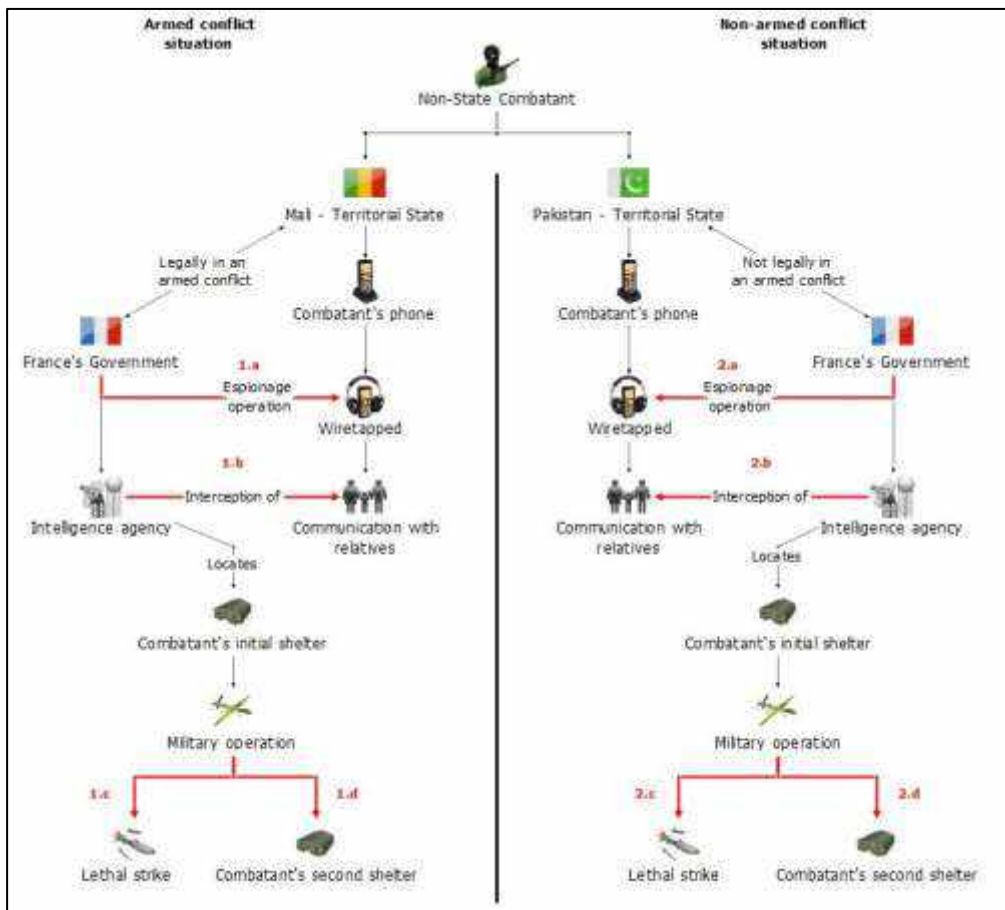 Armed conflict
situation
Non-armed conflict
situation
Non-State Combatant
Mali - Territorial State
Pakistan - Territorial State
Legally in an
armed conflict
Not legally in
an armed conflict
Combatant's phone
Combatant's phone
France's Government
France's Government
1.a
Espionage
operation
2.a
Espionage
operation
Wiretapped
Wiretapped
1.b
Interception of
2.b
Interception of
Intelligence agency
Communication with
relatives
Communication with
relatives
Intelligence agency
Locates
Locates
Combatant's initial shelter
Combatant's initial shelter
Military operation
Military operation
1.c
1.d
2.c
2.d
Lethal strike
Combatant's second shelter
Lethal strike
Combatant's second shelter